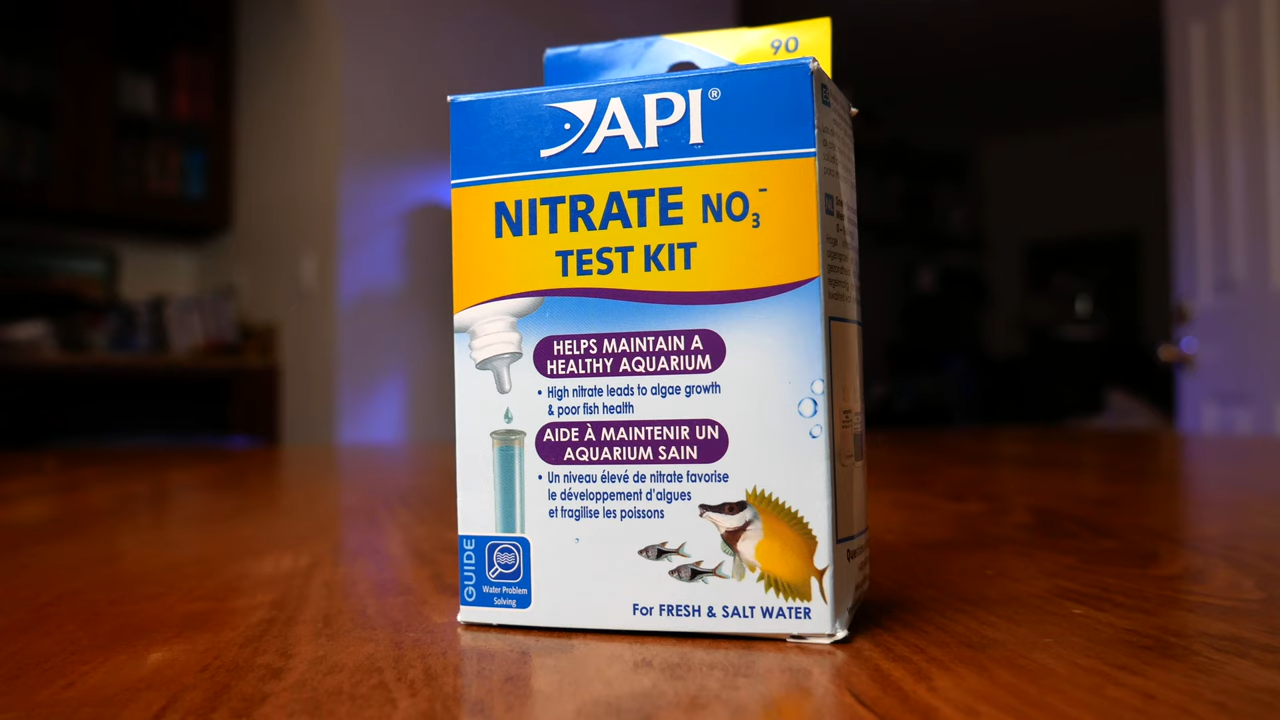 90
API®
NITRATE NO₃⁻
TEST KIT
HELPS MAINTAIN A
HEALTHY AQUARIUM
• High nitrate leads to algae growth
& poor fish health
AIDE À MAINTENIR UN
AQUARIUM SAIN
• Un niveau élevé de nitrate favorise
le développement d'algues
et fragilise les poissons
GUIDE
Water Problem
Solving
For FRESH & SALT WATER